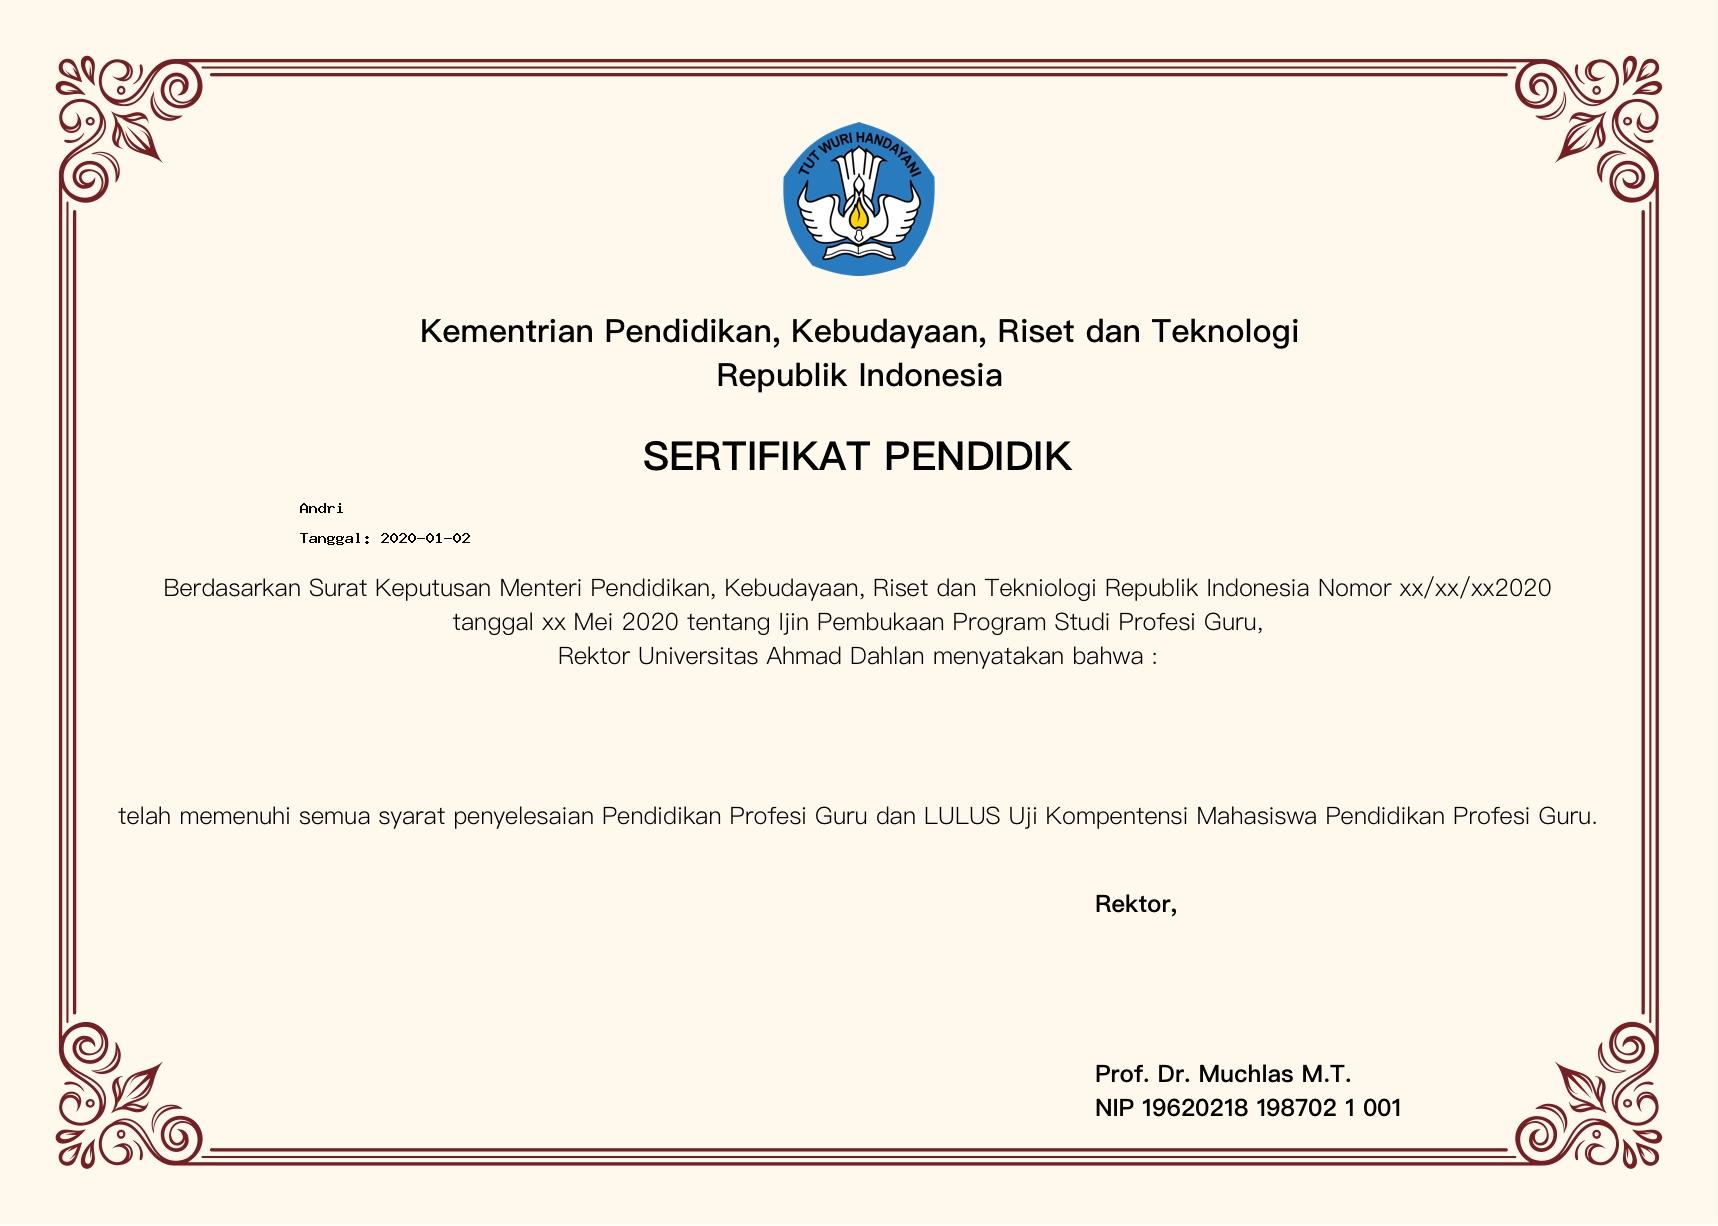 TUT WURI HANDAYANI
Kementrian Pendidikan, Kebudayaan, Riset dan Teknologi
Republik Indonesia
SERTIFIKAT PENDIDIK
Andri
Tanggal: 2020-01-02
Berdasarkan Surat Keputusan Menteri Pendidikan, Kebudayaan, Riset dan Tekniologi Republik Indonesia Nomor xx/xx/xx2020
tanggal xx Mei 2020 tentang Ijin Pembukaan Program Studi Profesi Guru,
Rektor Universitas Ahmad Dahlan menyatakan bahwa :
telah memenuhi semua syarat penyelesaian Pendidikan Profesi Guru dan LULUS Uji Kompentensi Mahasiswa Pendidikan Profesi Guru.
Rektor,
Prof. Dr. Muchlas M.T.
NIP 19620218 198702 1 001